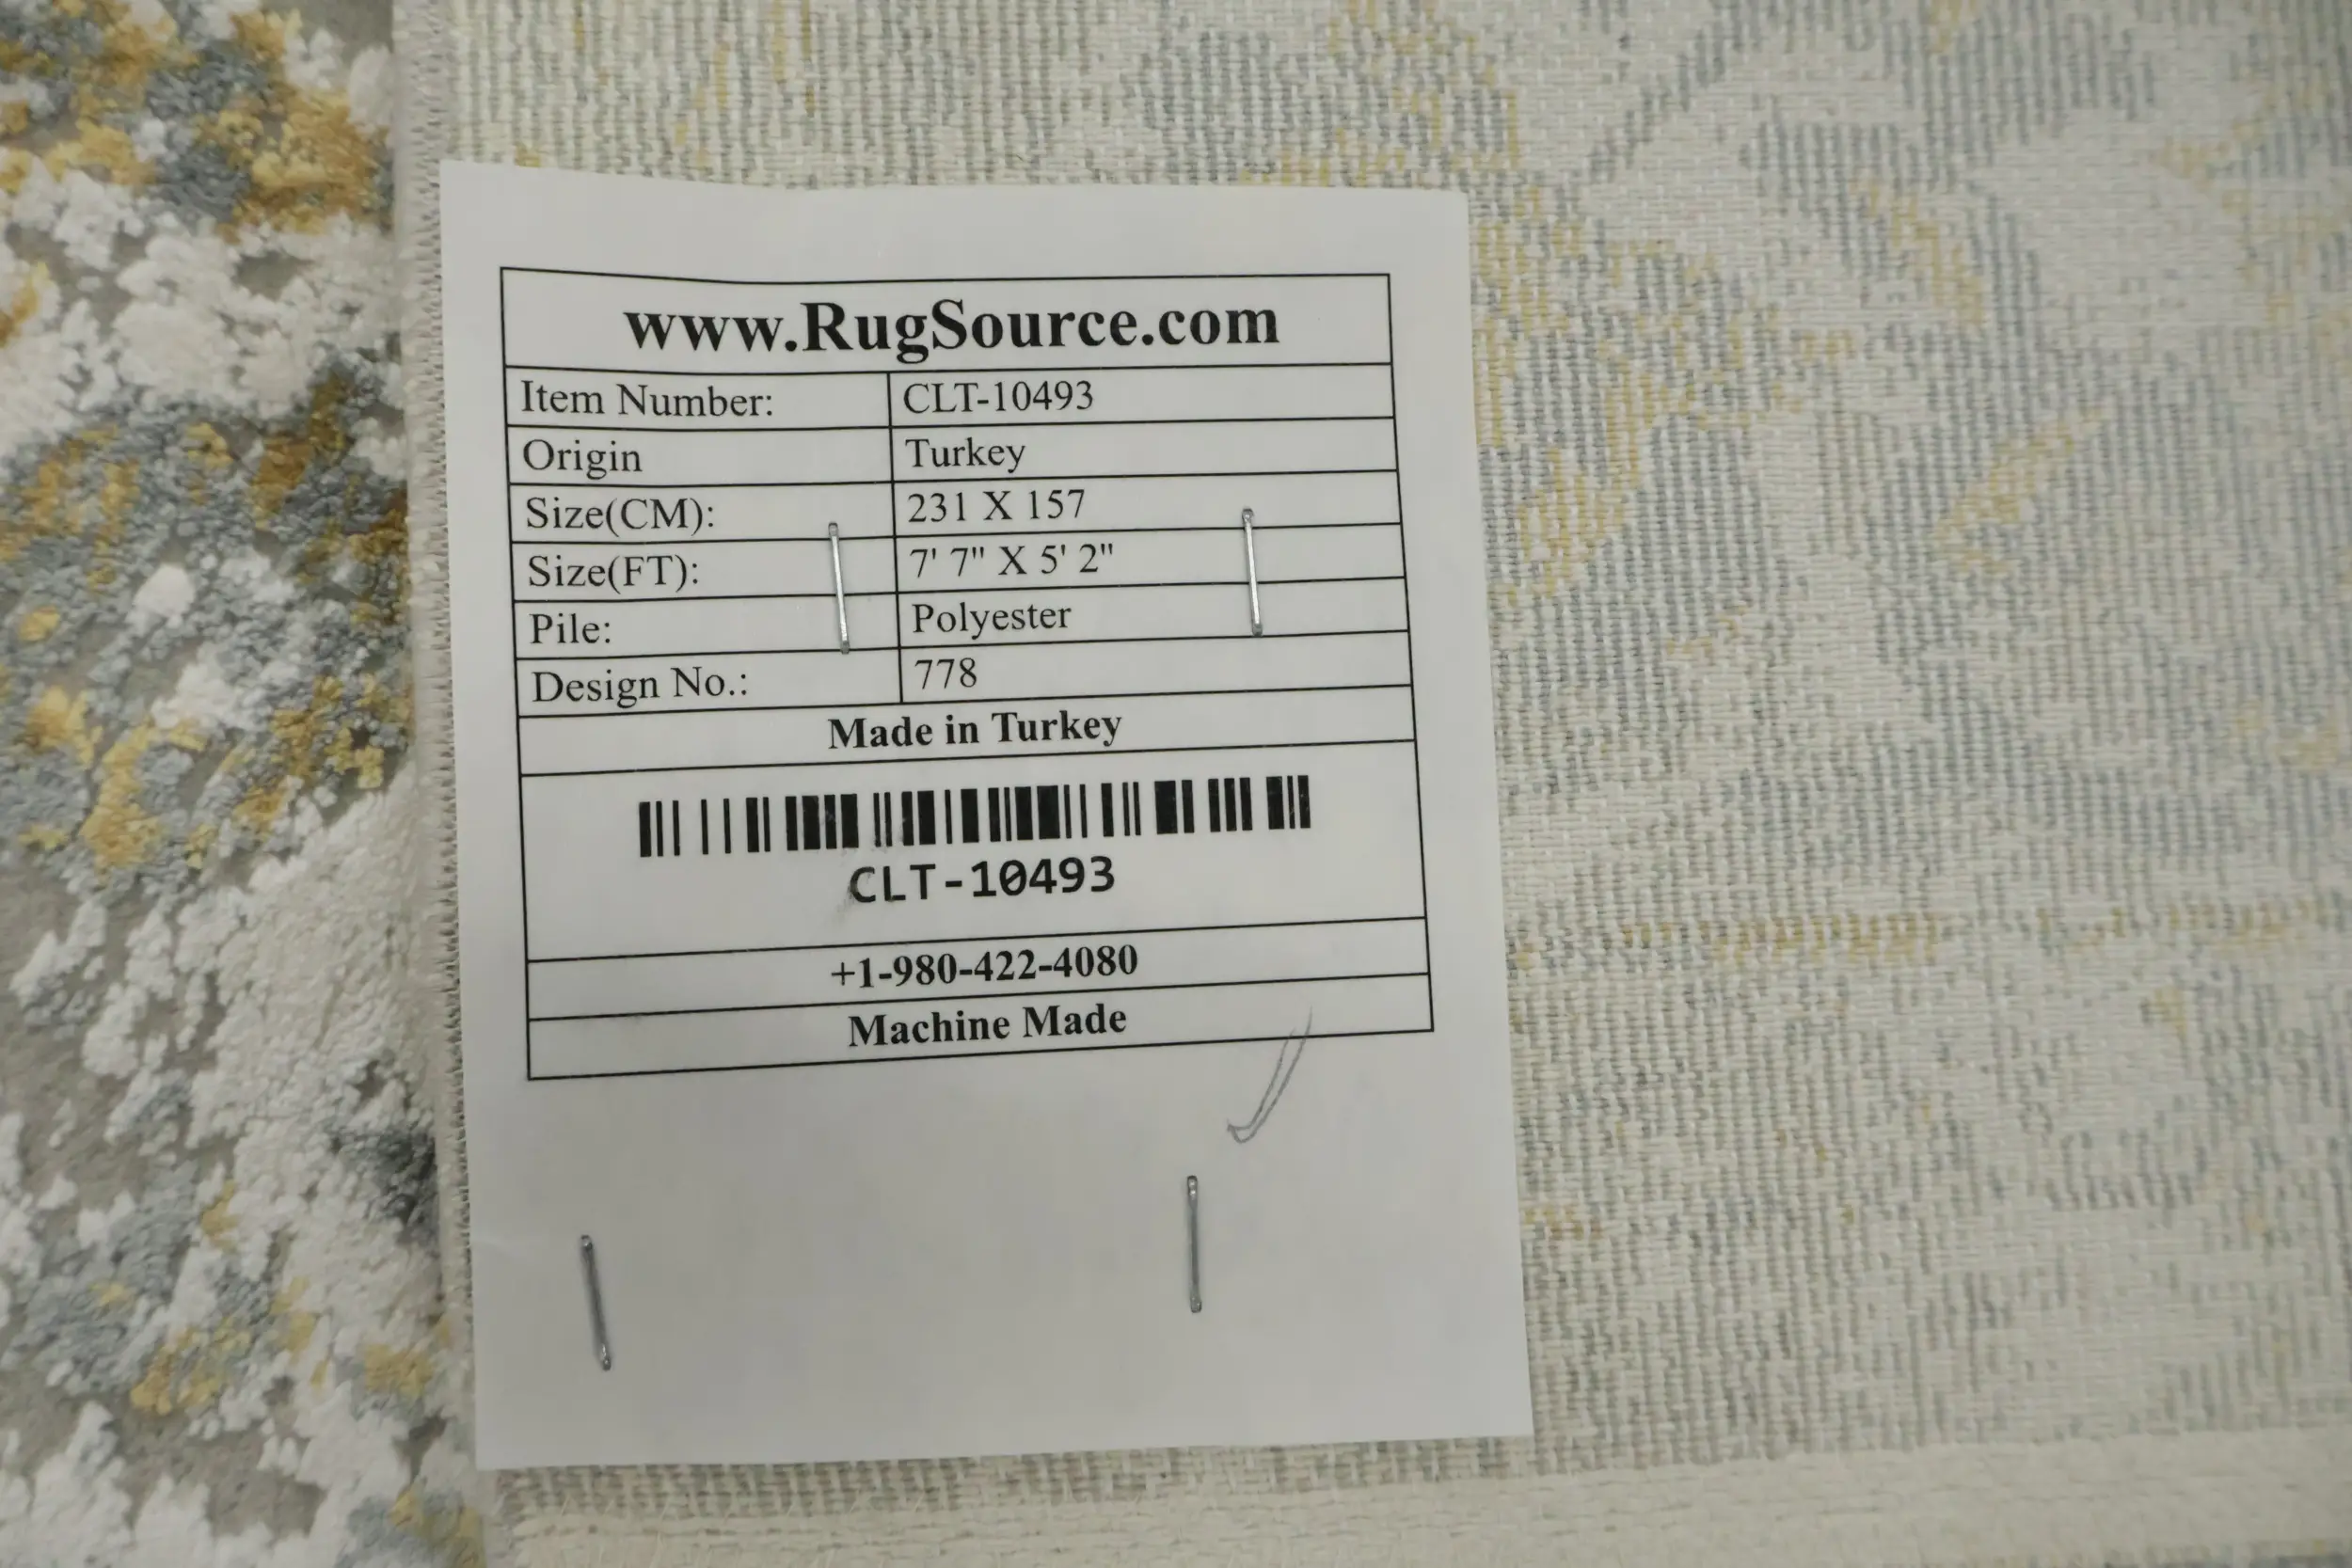 www.RugSource.com
Item Number: CLT-10493
Origin Turkey
Size(CM): 231 X 157
Size(FT): 7' 7" X 5' 2"
Pile: Polyester
Design No.: 778
Made in Turkey
CLT-10493
+1-980-422-4080
Machine Made